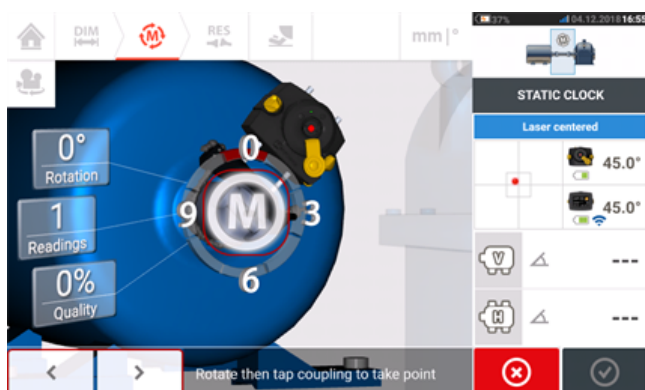 DIM
M
RES
mm | °
37%
04.12.2018 16:55
M
STATIC CLOCK
Laser centered
45.0°
45.0°
V
---
H
---
0°
Rotation
1
Readings
0%
Quality
0
9
M
3
6
Rotate then tap coupling to take point